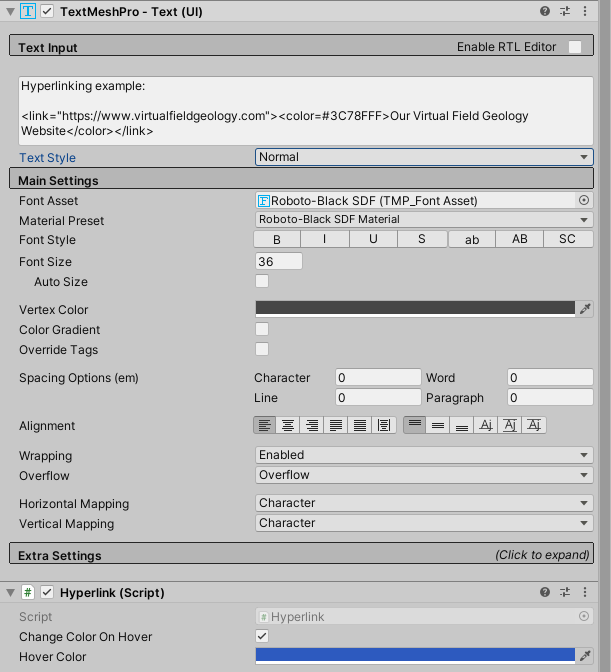 TextMeshPro - Text (UI)
Text Input Enable RTL Editor
Hyperlinking example:
<link="https://www.virtualfieldgeology.com"><color=#3C78FFF>Our Virtual Field Geology
Website</color></link>
Text Style Normal
Main Settings
Font Asset Roboto-Black SDF (TMP_Font Asset)
Material Preset Roboto-Black SDF Material
Font Style B I U S ab AB SC
Font Size 36
Auto Size
Vertex Color
Color Gradient
Override Tags
Spacing Options (em) Character 0 Word 0
Line 0 Paragraph 0
Alignment
Wrapping Enabled
Overflow Overflow
Horizontal Mapping Character
Vertical Mapping Character
Extra Settings (Click to expand)
# Hyperlink (Script)
Script # Hyperlink
Change Color On Hover
Hover Color